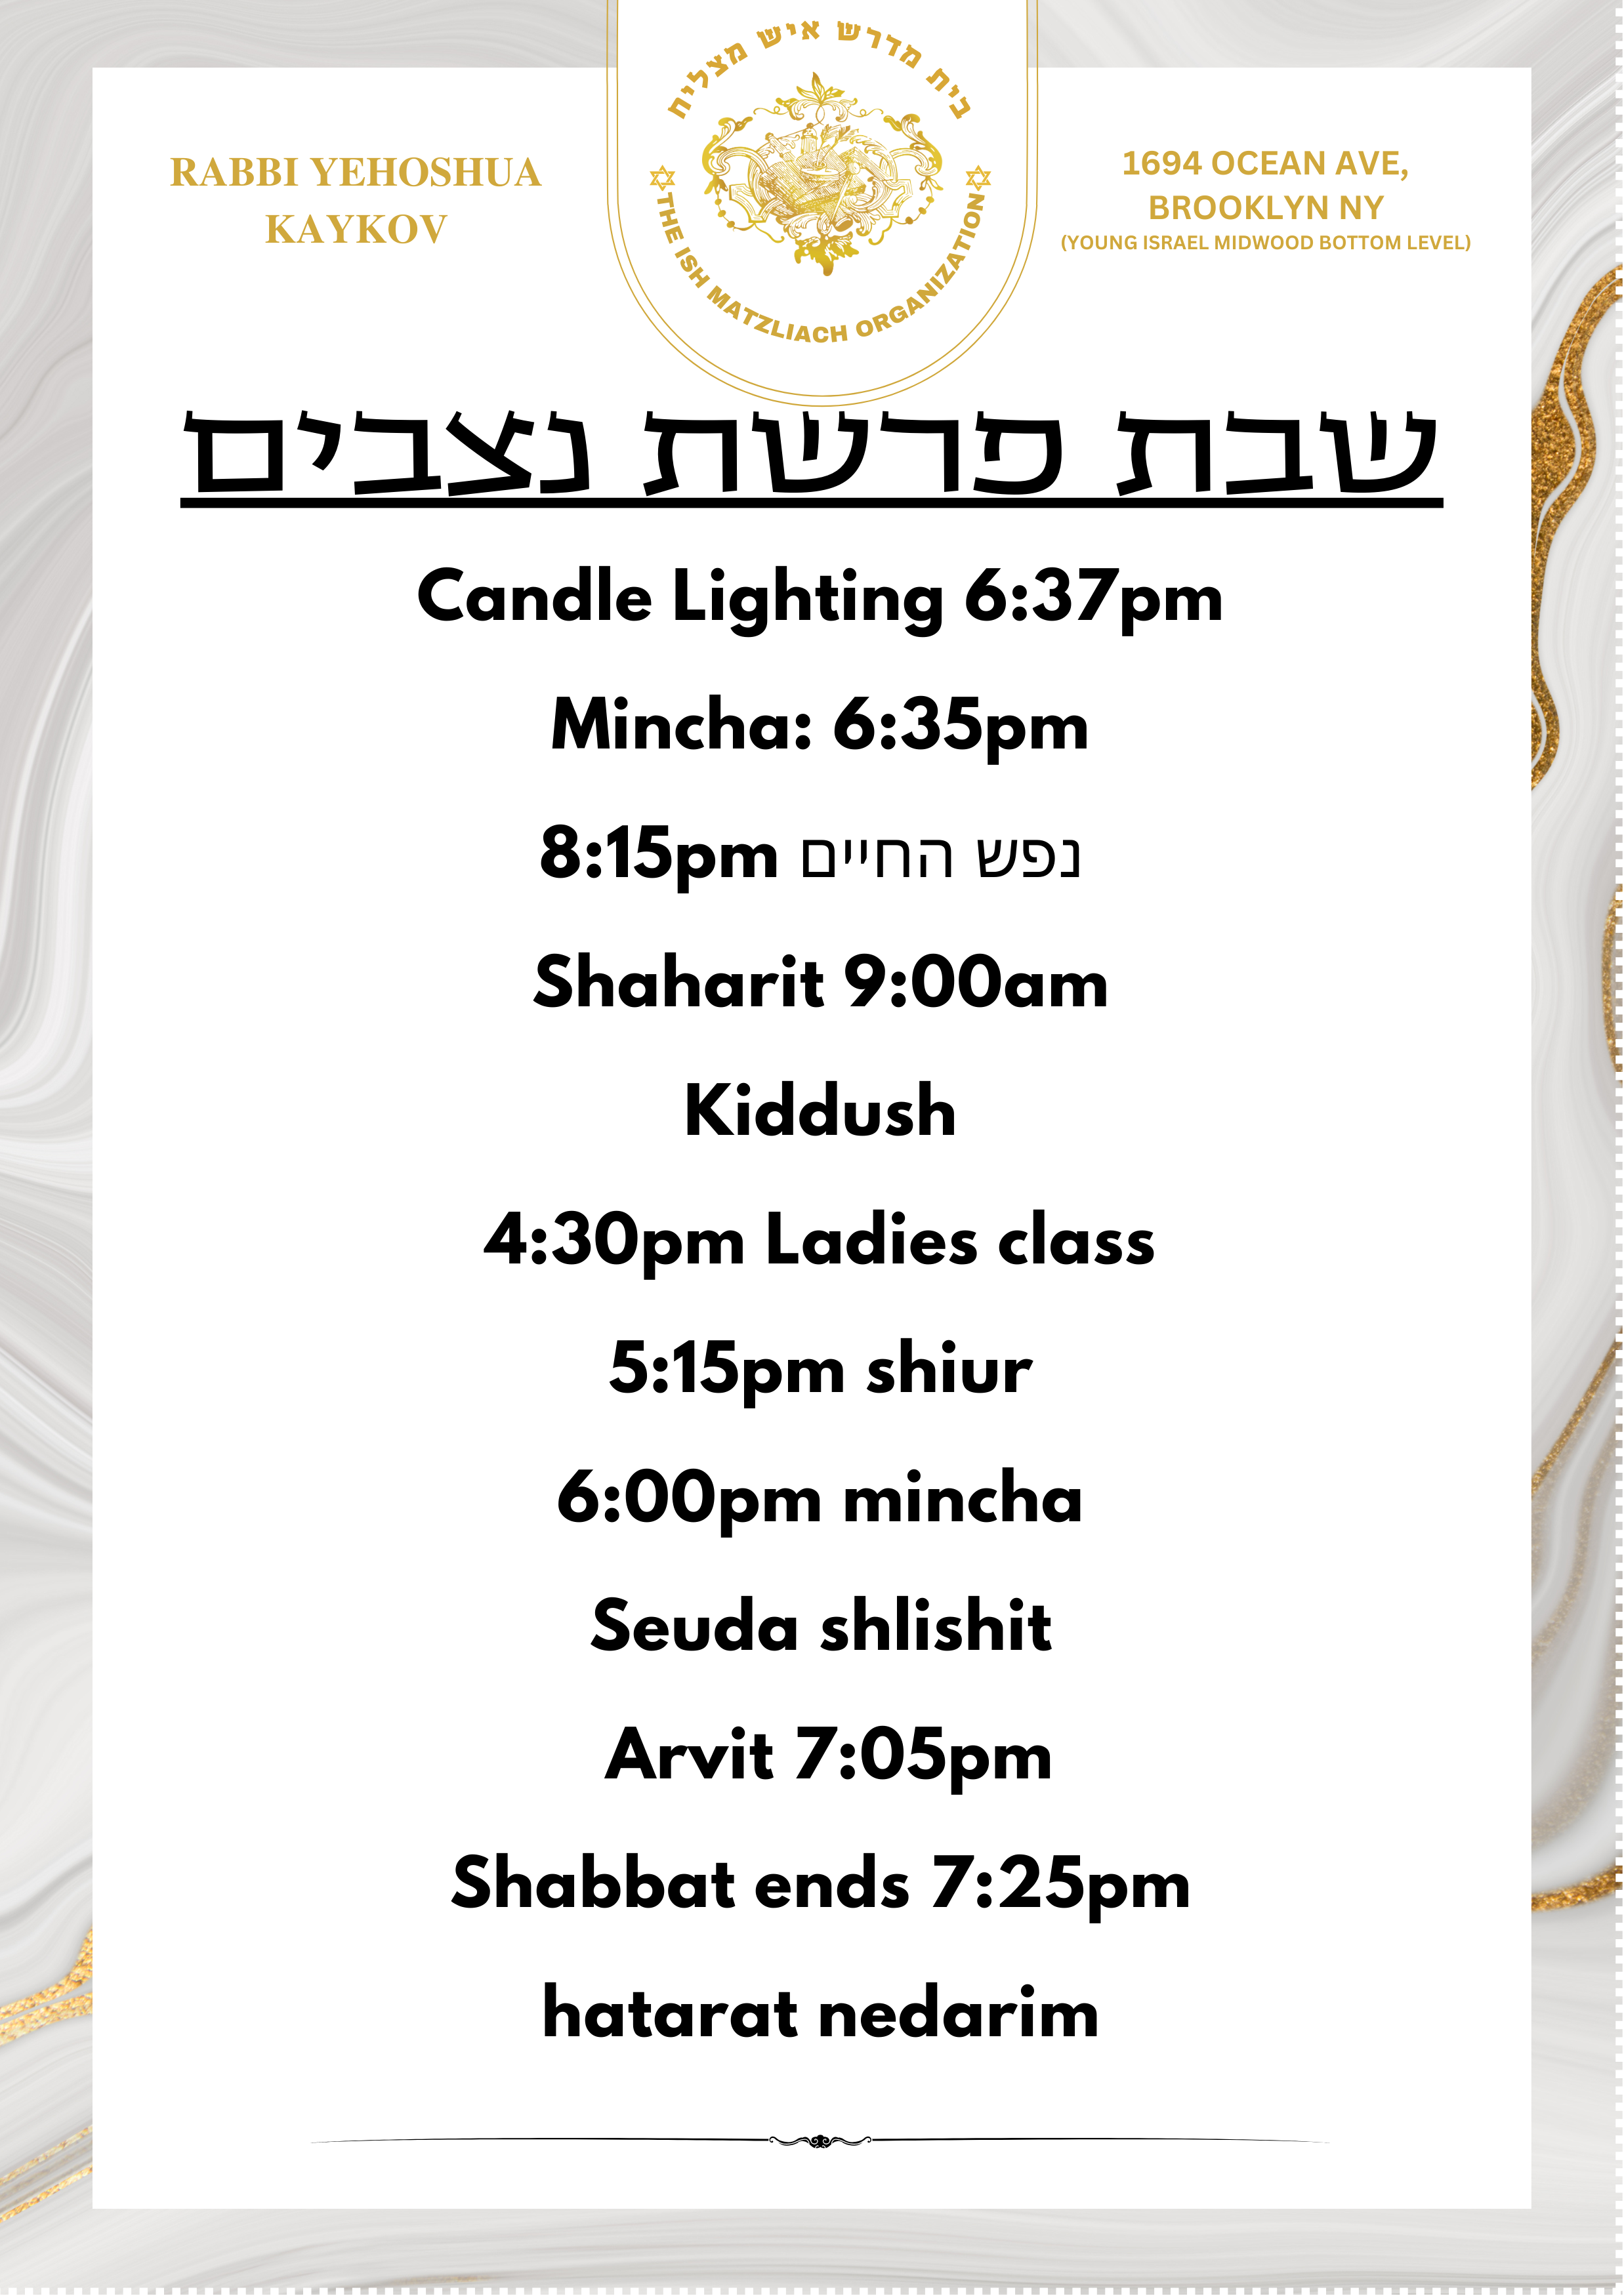 בית מדרש איש מצליח
THE ISH MATZLIACH ORGANIZATION
RABBI YEHOSHUA
KAYKOV
1694 OCEAN AVE,
BROOKLYN NY
(YOUNG ISRAEL MIDWOOD BOTTOM LEVEL)
שבת פרשת נצבים
Candle Lighting 6:37pm
Mincha: 6:35pm
8:15pm נפש החיים
Shaharit 9:00am
Kiddush
4:30pm Ladies class
5:15pm shiur
6:00pm mincha
Seuda shlishit
Arvit 7:05pm
Shabbat ends 7:25pm
hatarat nedarim